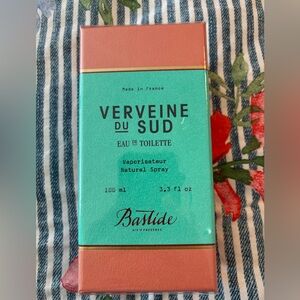 Made in France
VERVEINE
DU SUD
EAU DE TOILETTE
Vaporisateur
Natural Spray
100 ml 3,3 fl oz
Bastide
AIX EN PROVENCE